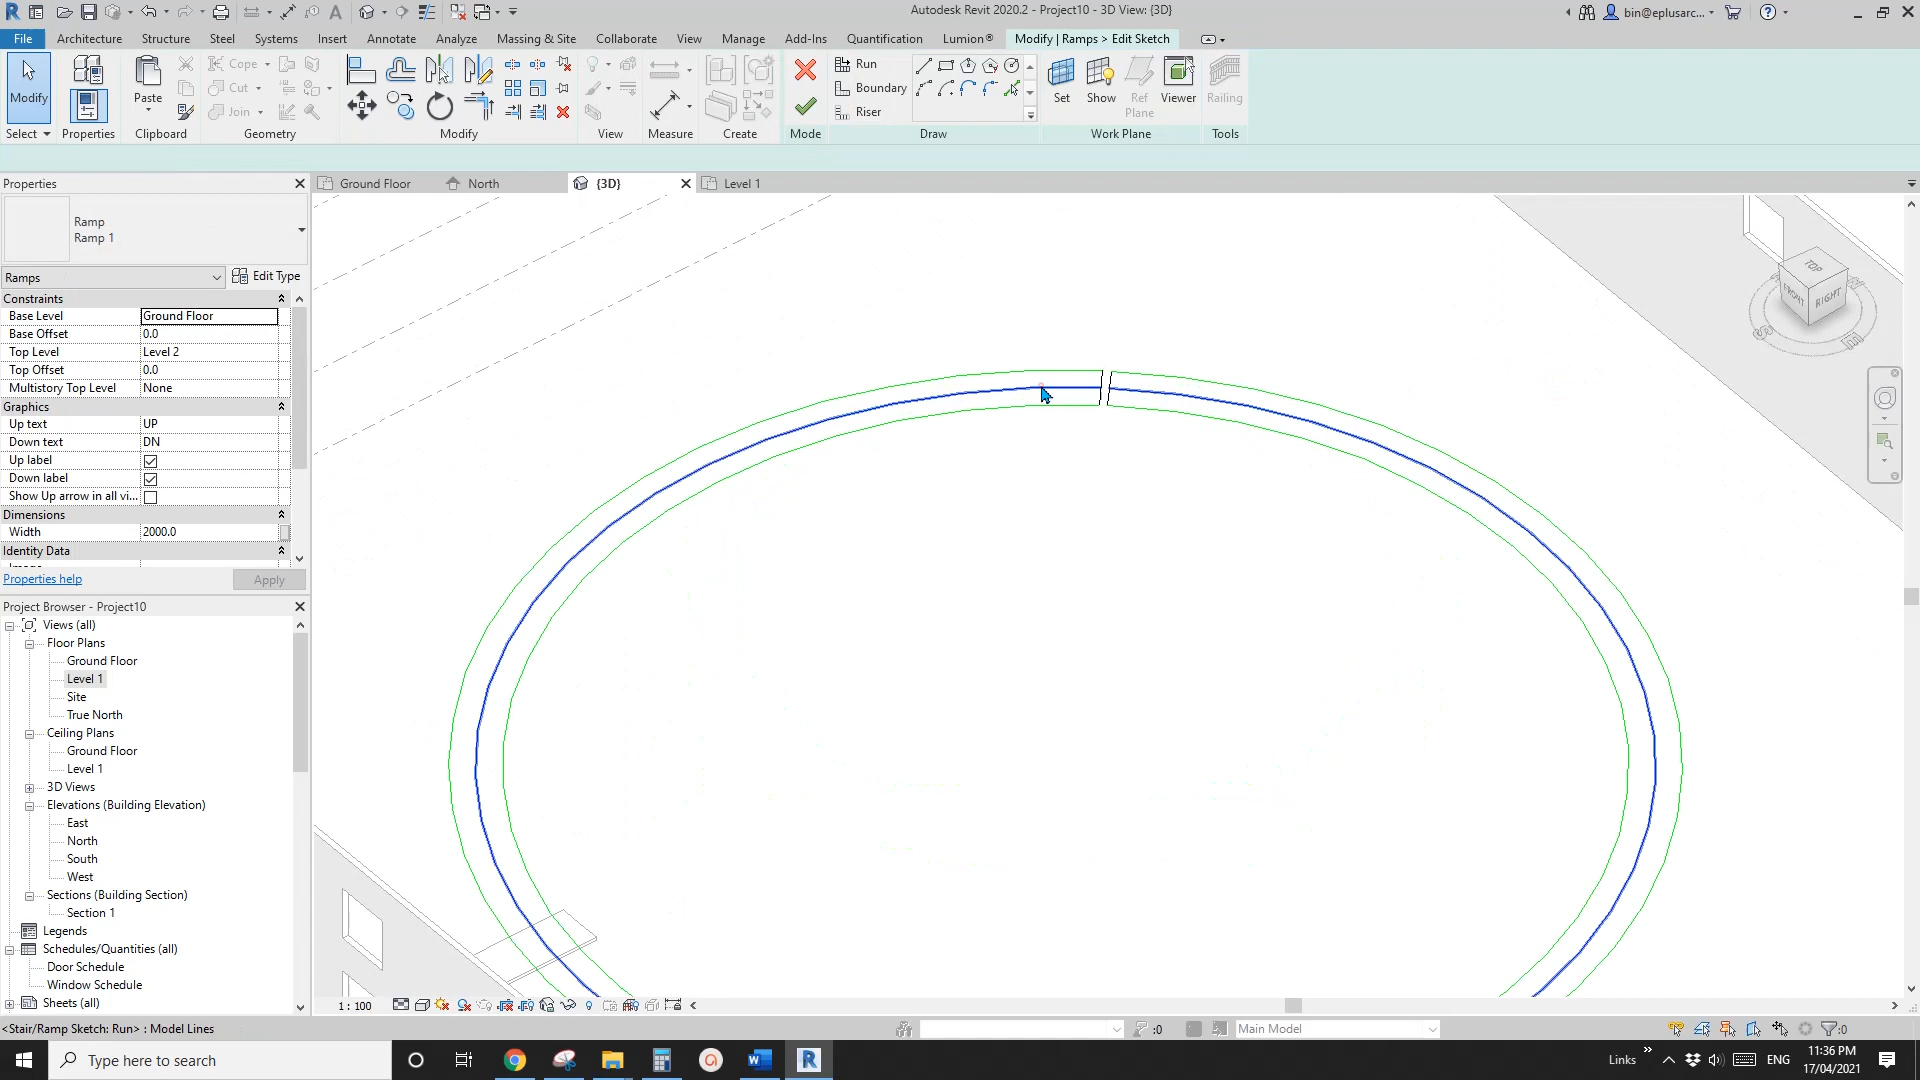 Autodesk Revit 2020.2 - Project10 - 3D View: {3D}
bin@eplusarc...
File Architecture Structure Steel Systems Insert Annotate Analyze Massing & Site Collaborate View Manage Add-Ins Quantification Lumion® Modify | Ramps > Edit Sketch
Modify
Paste
Cope
Cut
Join
Run
Boundary
Riser
Set
Show
Ref
Plane
Viewer
Railing
Select Properties Clipboard Geometry Modify View Measure Create Mode Draw Work Plane Tools
Properties
Ground Floor North {3D} Level 1
Ramp
Ramp 1
Ramps Edit Type
Constraints
Base Level Ground Floor
Base Offset 0.0
Top Level Level 2
Top Offset 0.0
Multistory Top Level None
Graphics
Up text UP
Down text DN
Up label
Down label
Show Up arrow in all vi...
Dimensions
Width 2000.0
Identity Data
Properties help Apply
Project Browser - Project10
Views (all)
Floor Plans
Ground Floor
Level 1
Site
True North
Ceiling Plans
Ground Floor
Level 1
3D Views
Elevations (Building Elevation)
East
North
South
West
Sections (Building Section)
Section 1
Legends
Schedules/Quantities (all)
Door Schedule
Window Schedule
Sheets (all)
TOP
FRONT
RIGHT
1 : 100
<Stair/Ramp Sketch: Run> : Model Lines
:0
Main Model
:0
Type here to search
Links
ENG
11:36 PM
17/04/2021